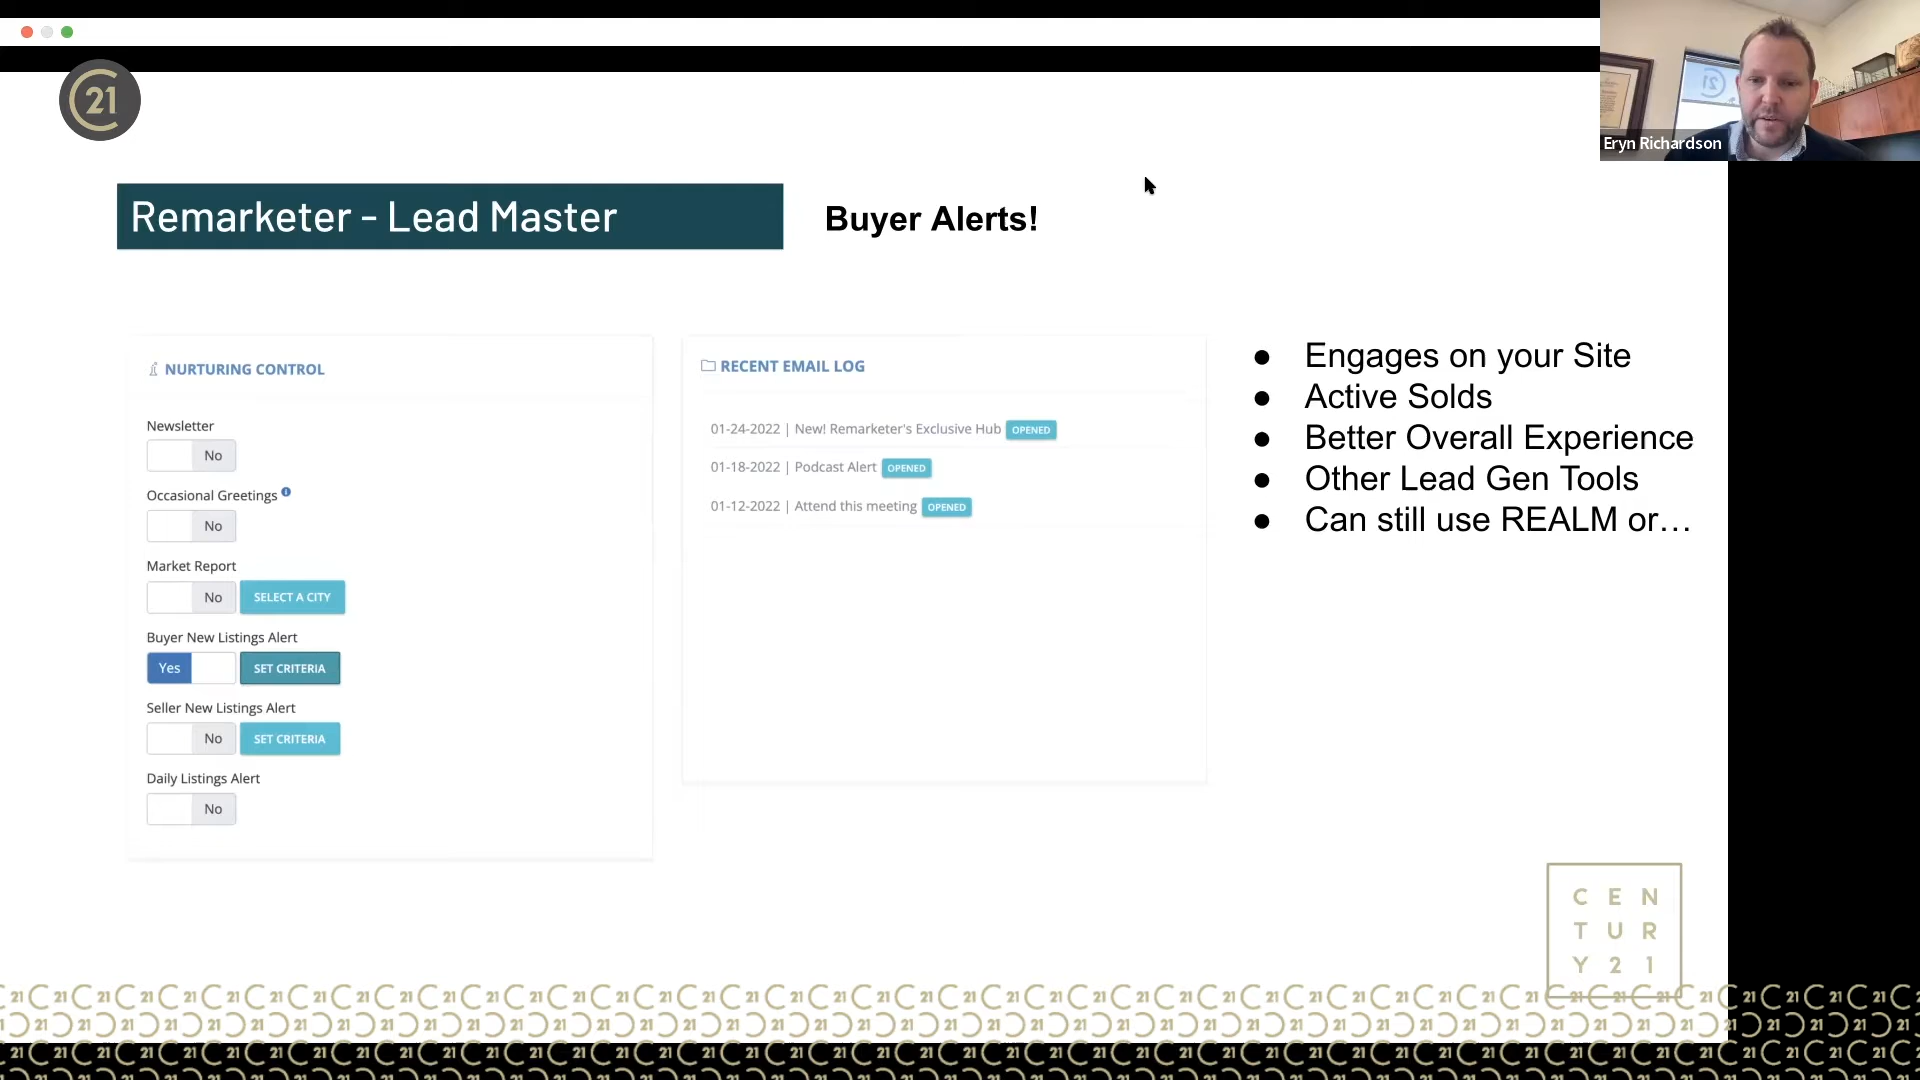 21
Eryn Richardson
Remarketer - Lead Master
Buyer Alerts!
NURTURING CONTROL
Newsletter
No
Occasional Greetings
No
Market Report
No SELECT A CITY
Buyer New Listings Alert
Yes SET CRITERIA
Seller New Listings Alert
No SET CRITERIA
Daily Listings Alert
No
RECENT EMAIL LOG
01-24-2022 | New! Remarketer's Exclusive Hub OPENED
01-18-2022 | Podcast Alert OPENED
01-12-2022 | Attend this meeting OPENED
● Engages on your Site
● Active Solds
● Better Overall Experience
● Other Lead Gen Tools
● Can still use REALM or…
C E N
T U R
Y 2 1